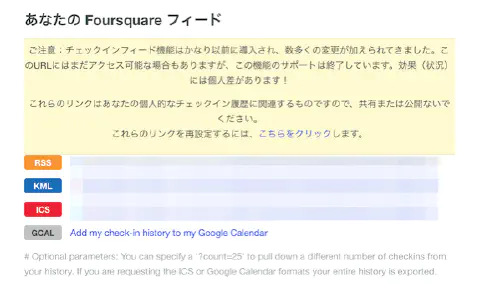 あなたの Foursquare フィード
ご注意：チェックインフィード機能はかなり以前に導入され、数多くの変更が加えられてきました。こ
のURLにはまだアクセス可能な場合もありますが、この機能のサポートは終了しています。効果（状況）
には個人差があります！
これらのリンクはあなたの個人的なチェックイン履歴に関連するものですので、共有または公開ないで
ください。
これらのリンクを再設定するには、こちらをクリックします。
RSS
KML
ICS
GCAL Add my check-in history to my Google Calendar
# Optional parameters: You can specify a `?count=25` to pull down a different number of checkins from
your history. If you are requesting the ICS or Google Calendar formats your entire history is exported.